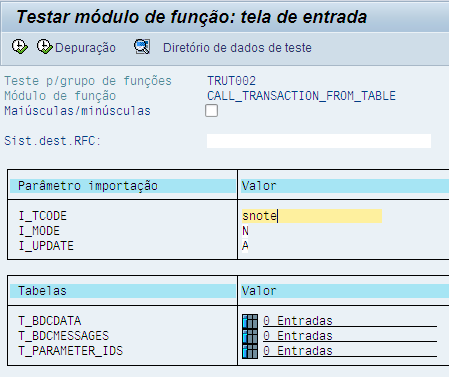 Testar módulo de função: tela de entrada
Depuração Diretório de dados de teste
Teste p/grupo de funções TRUT002
Módulo de função CALL_TRANSACTION_FROM_TABLE
Maiúsculas/minúsculas
Sist.dest.RFC:
Parâmetro importação Valor
I_TCODE snote
I_MODE N
I_UPDATE A
Tabelas Valor
T_BDCDATA 0 Entradas
T_BDCMESSAGES 0 Entradas
T_PARAMETER_IDS 0 Entradas